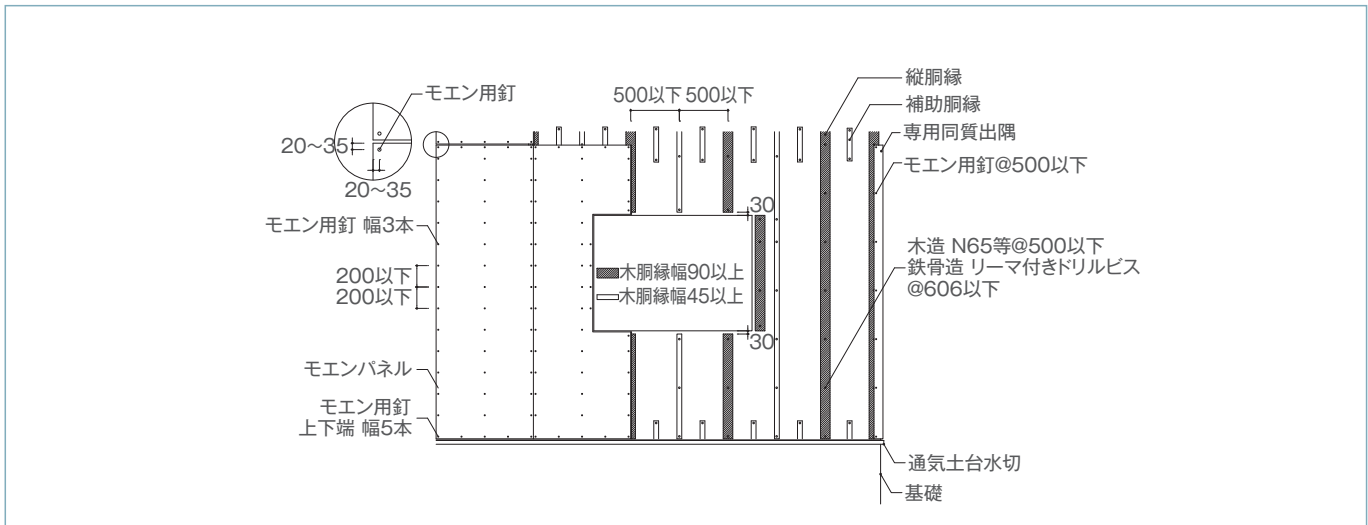 モエン用釘
20～35
20～35
モエン用釘 幅3本
200以下
200以下
モエンパネル
モエン用釘
上下端 幅5本
500以下 500以下
30
木胴縁幅90以上
木胴縁幅45以上
30
縦胴縁
補助胴縁
専用同質出隅
モエン用釘@500以下
木造 N65等@500以下
鉄骨造 リーマ付きドリルビス
@606以下
通気土台水切
基礎